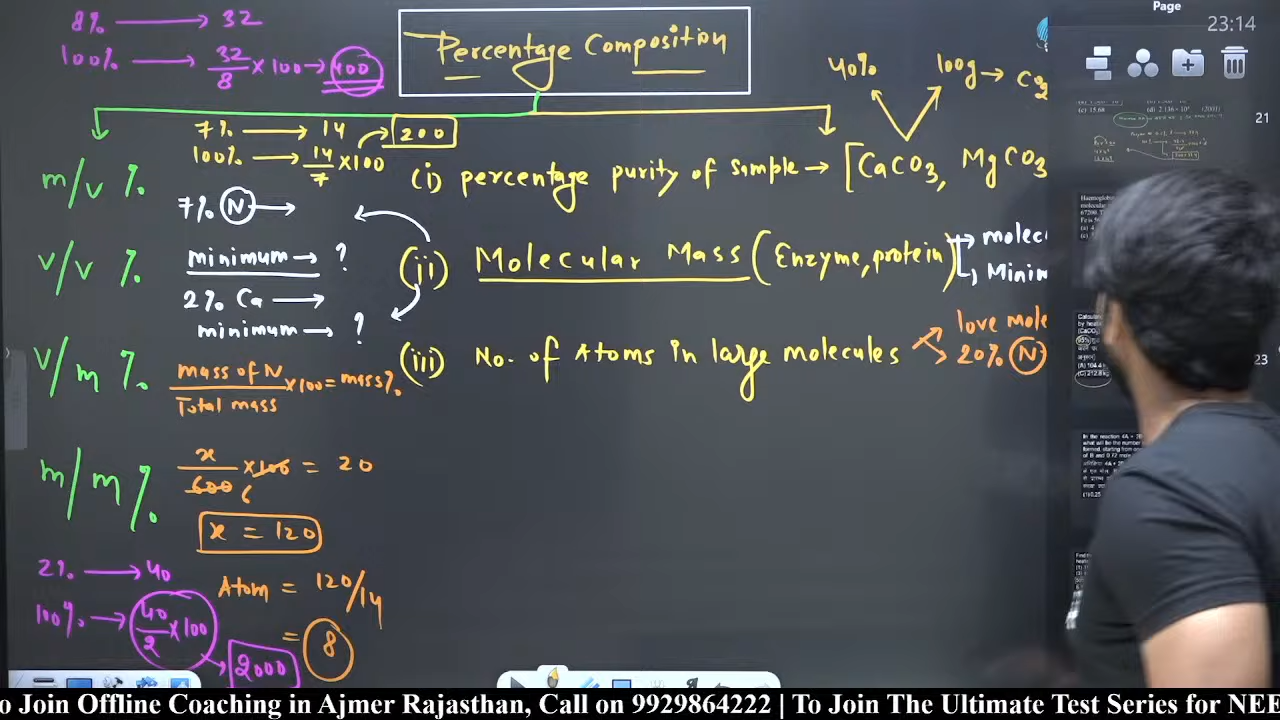 8% → 32
100% → 32/8 ×100 → 400
Percentage Composition
40%
100g →
7% → 14
100% → 14/7 ×100 → 200
m/v %
(i) percentage purity of sample → [CaCO3, MgCO3
7% N →
v/v %
minimum → ?
(ii) Molecular Mass (Enzyme, protein)
→ molec
↳ Minim
2% Ca →
minimum → ?
v/m %
(iii) No. of Atoms in large molecules
love mole
20% N
mass of N/Total mass ×100 = mass%
m/m %
x/600 ×100 = 20
6
x = 120
2% → 40
100% → 40/2 ×100 → 2000
Atom = 120/14
= 8
Page
23:14
21
23
o Join Offline Coaching in Ajmer Rajasthan, Call on 9929864222 | To Join The Ultimate Test Series for NEE